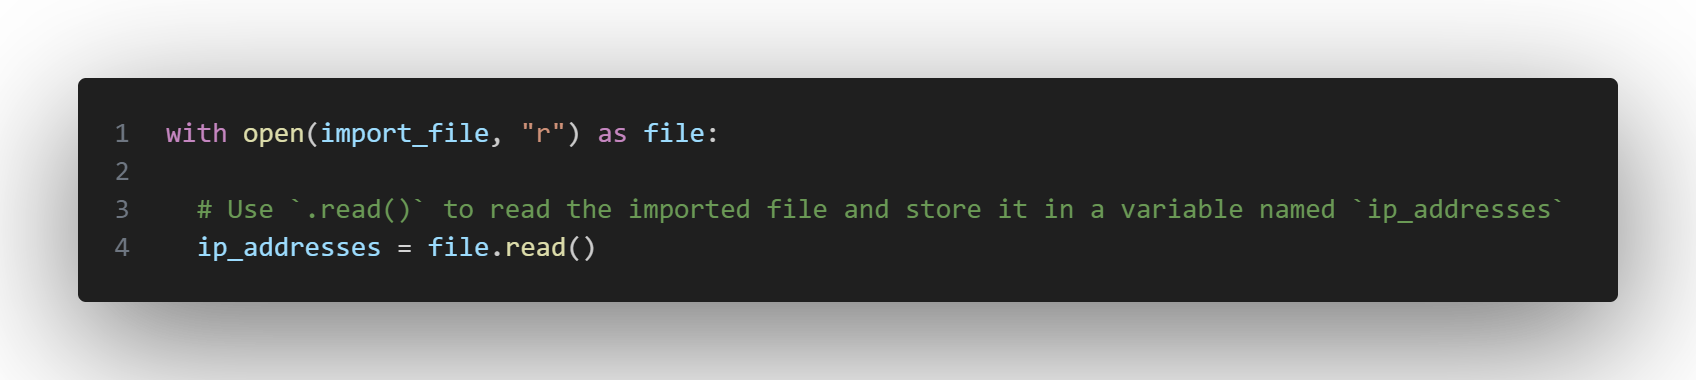 1 with open(import_file, "r") as file:
2
3 # Use `.read()` to read the imported file and store it in a variable named `ip_addresses`
4 ip_addresses = file.read()